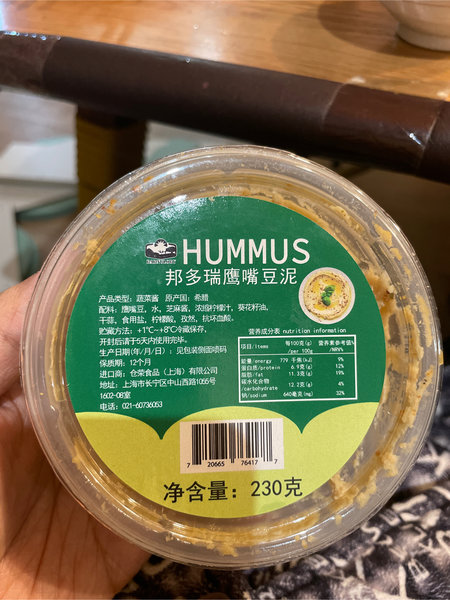 HUMMUS
邦多瑞鹰嘴豆泥
产品类型：蔬菜酱 原产国：希腊
配料：鹰嘴豆，水，芝麻酱，浓缩柠檬汁，葵花籽油，
干蒜，食用盐，柠檬酸，孜然，抗坏血酸。
贮藏方法：+1℃~+8℃冷藏保存，
开封后请于5天内使用完毕。
生产日期(年/月/日)：见包装侧面喷码
保质期：12个月
进口商：仓荣食品（上海）有限公司
地址：上海市长宁区中山西路1055号
1602-08室
电话：021-60736053
营养成分表 nutrition information
项目/items 每100克(g) /per 100g 营养素参考值% NRV%
能量/energy 779 千焦(kJ) 9%
蛋白质/protein 6.9克(g) 12%
脂肪/fat 11.3克(g) 19%
碳水化合物/carbohydrate 12.2克(g) 4%
钠/sodium 640毫克(mg) 32%
7 20665 76417 7
净含量：230克